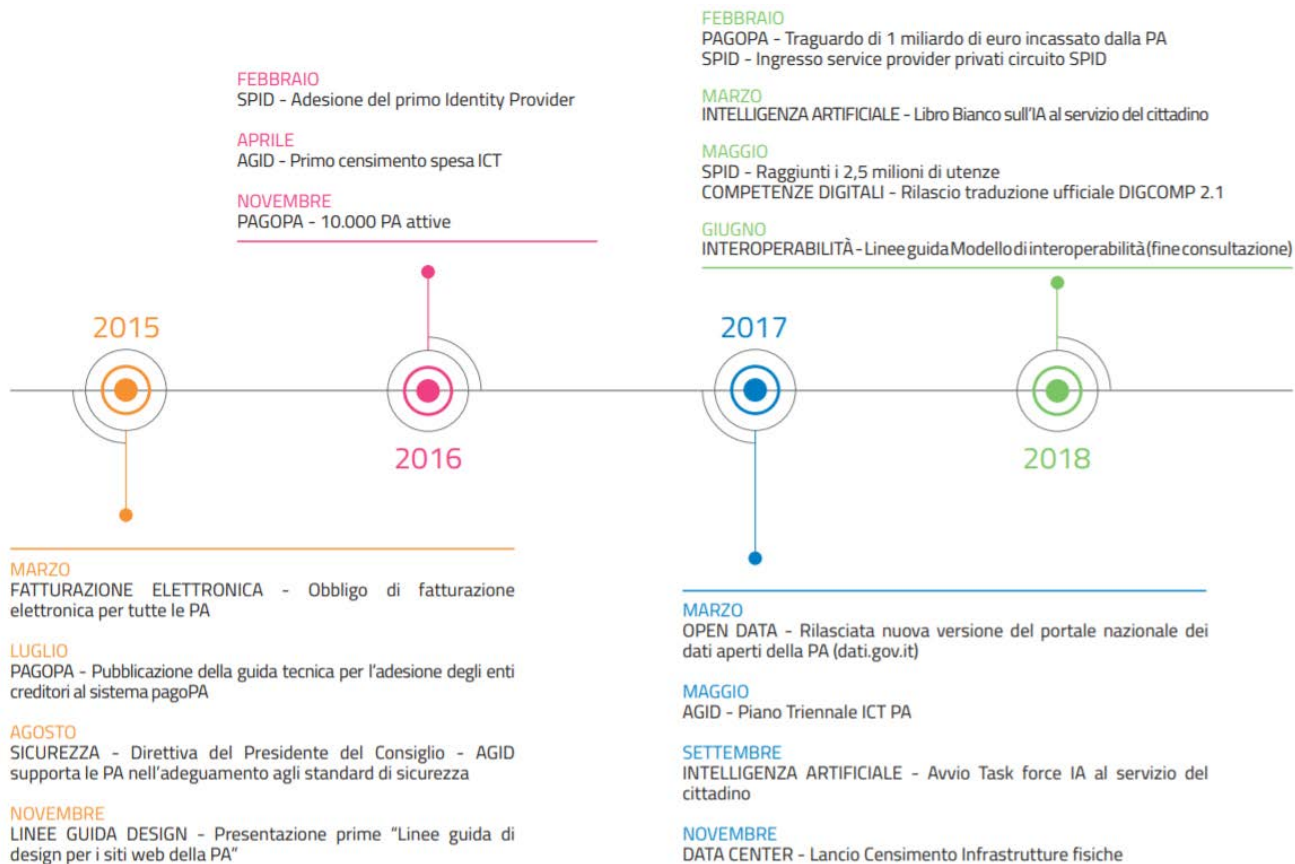 FEBBRAIO
SPID - Adesione del primo Identity Provider
APRILE
AGID - Primo censimento spesa ICT
NOVEMBRE
PAGOPA - 10.000 PA attive
FEBBRAIO
PAGOPA - Traguardo di 1 miliardo di euro incassato dalla PA
SPID - Ingresso service provider privati circuito SPID
MARZO
INTELLIGENZA ARTIFICIALE - Libro Bianco sull'IA al servizio del cittadino
MAGGIO
SPID - Raggiunti i 2,5 milioni di utenze
COMPETENZE DIGITALI - Rilascio traduzione ufficiale DIGCOMP 2.1
GIUGNO
INTEROPERABILITÀ - Linee guida Modello di interoperabilità (fine consultazione)
2015
2016
2017
2018
MARZO
FATTURAZIONE ELETTRONICA - Obbligo di fatturazione
elettronica per tutte le PA
LUGLIO
PAGOPA - Pubblicazione della guida tecnica per l'adesione degli enti
creditori al sistema pagoPA
AGOSTO
SICUREZZA - Direttiva del Presidente del Consiglio - AGID
supporta le PA nell'adeguamento agli standard di sicurezza
NOVEMBRE
LINEE GUIDA DESIGN - Presentazione prime "Linee guida di
design per i siti web della PA"
MARZO
OPEN DATA - Rilasciata nuova versione del portale nazionale dei
dati aperti della PA (dati.gov.it)
MAGGIO
AGID - Piano Triennale ICT PA
SETTEMBRE
INTELLIGENZA ARTIFICIALE - Avvio Task force IA al servizio del
cittadino
NOVEMBRE
DATA CENTER - Lancio Censimento Infrastrutture fisiche